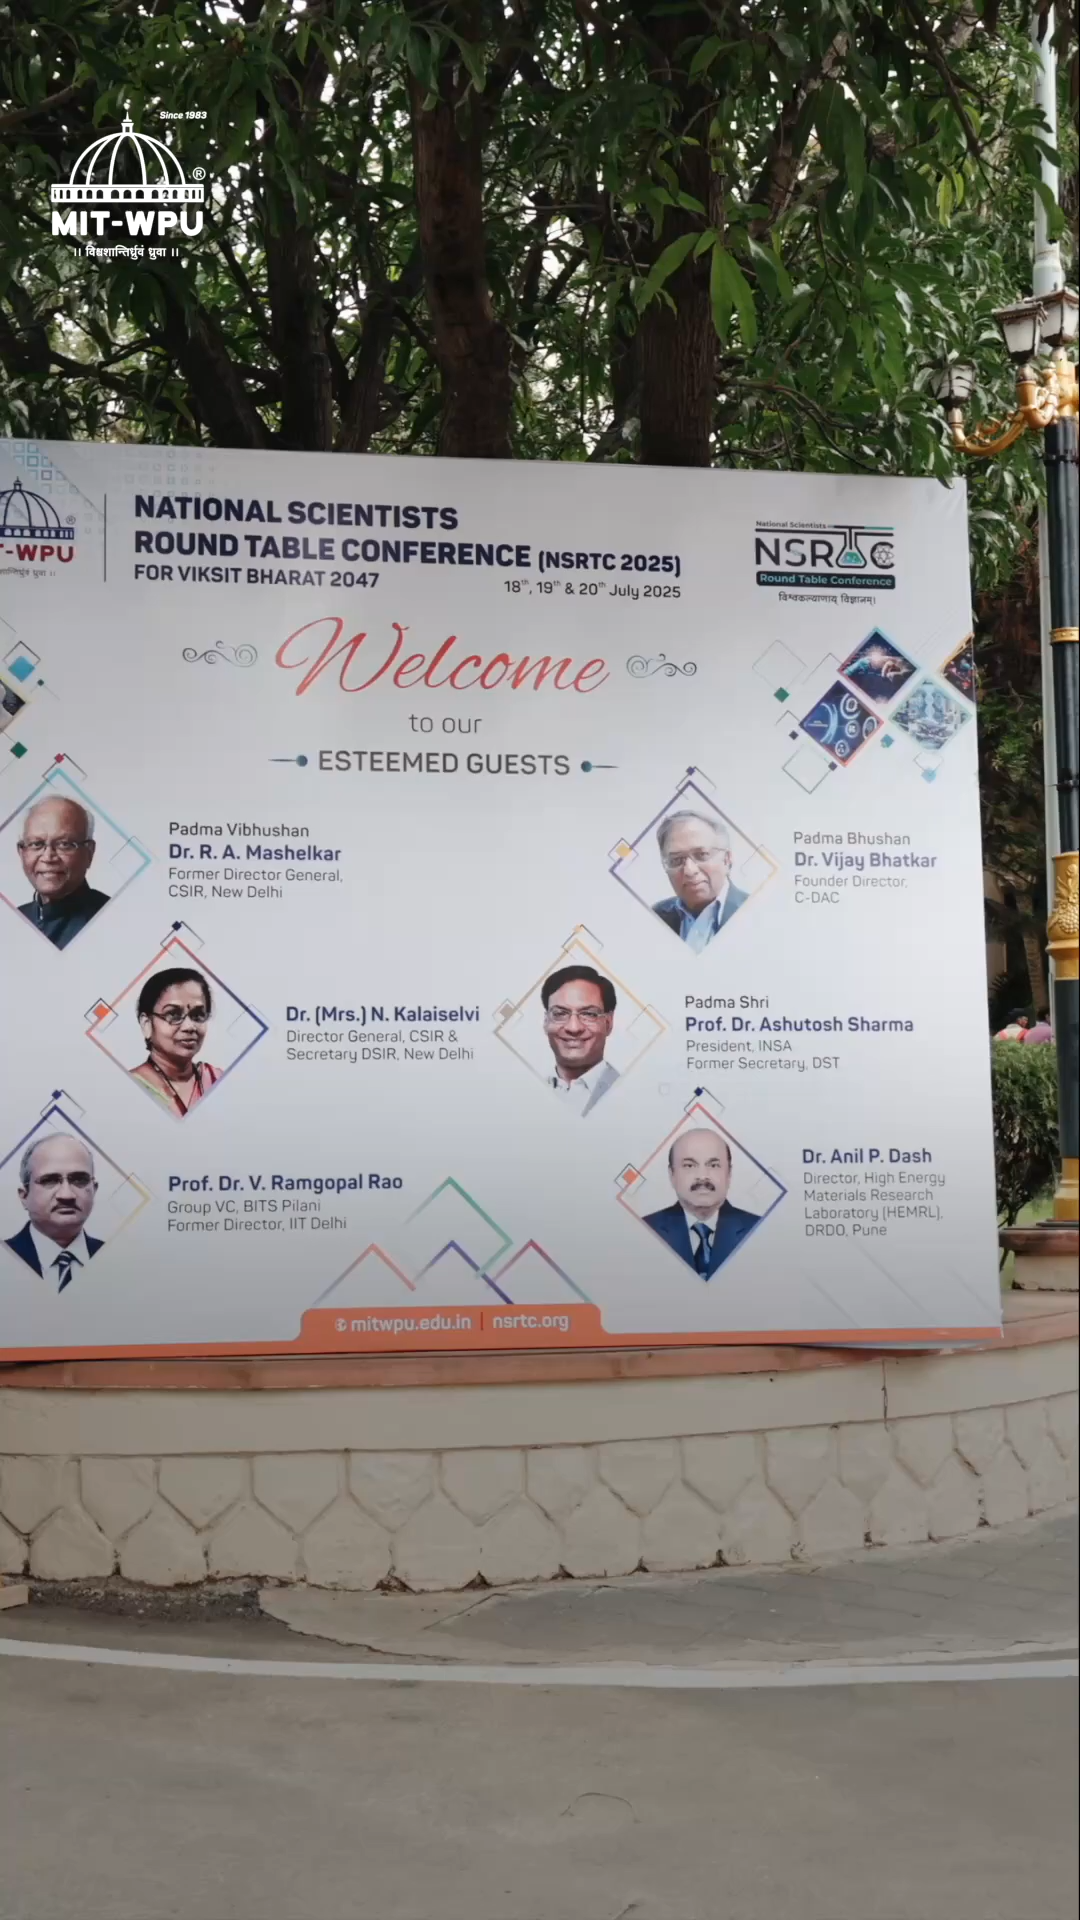 Since 1983
®
MIT-WPU
।। विश्वशान्तिर्ध्रुवं ध्रुवा ।।
®
T-WPU
NATIONAL SCIENTISTS
ROUND TABLE CONFERENCE (NSRTC 2025)
FOR VIKSIT BHARAT 2047
18th, 19th & 20th July 2025
National Scientists
NSRTC
Round Table Conference
विश्वकल्याणाय विज्ञानम्।
Welcome
to our
ESTEEMED GUESTS
Padma Vibhushan
Dr. R. A. Mashelkar
Former Director General,
CSIR, New Delhi
Padma Bhushan
Dr. Vijay Bhatkar
Founder Director,
C-DAC
Dr. (Mrs.) N. Kalaiselvi
Director General, CSIR &
Secretary DSIR, New Delhi
Padma Shri
Prof. Dr. Ashutosh Sharma
President, INSA
Former Secretary, DST
Prof. Dr. V. Ramgopal Rao
Group VC, BITS Pilani
Former Director, IIT Delhi
Dr. Anil P. Dash
Director, High Energy
Materials Research
Laboratory (HEMRL),
DRDO, Pune
mitwpu.edu.in | nsrtc.org